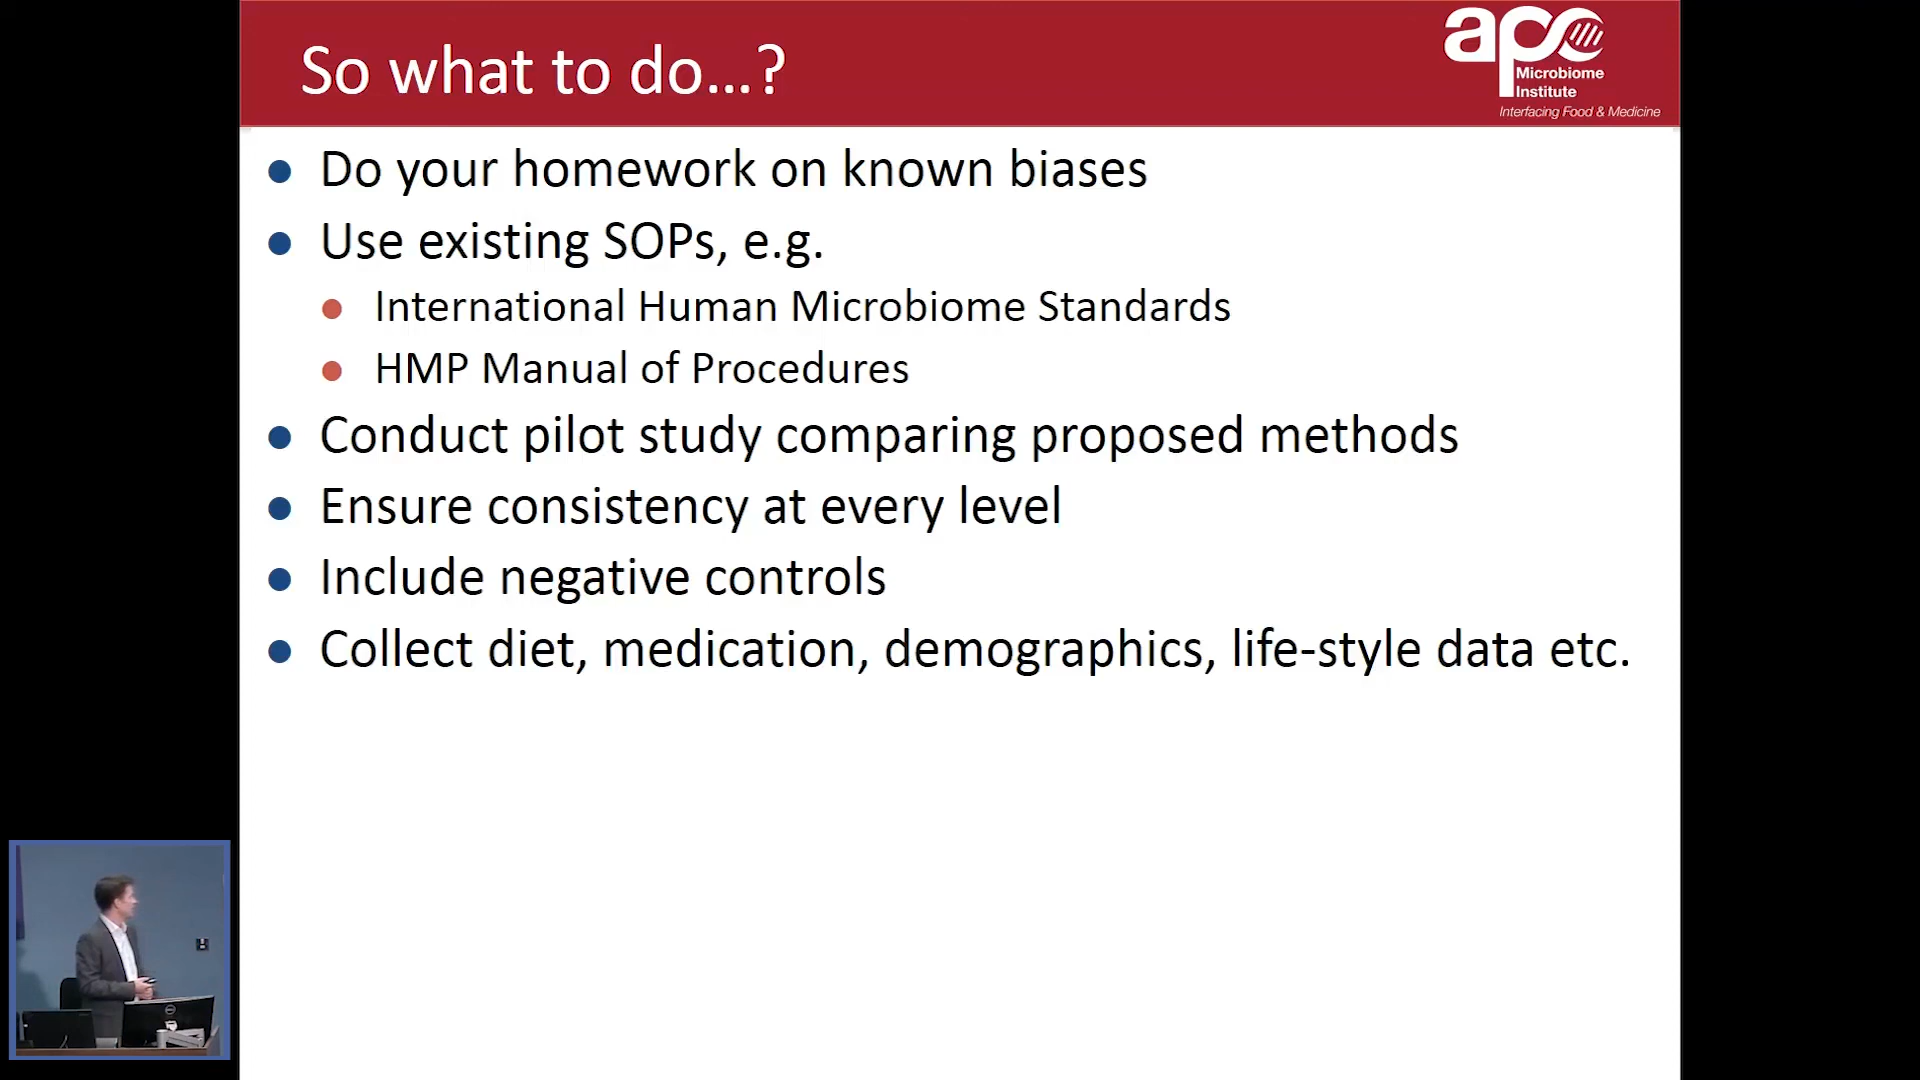 So what to do...?
apc
Microbiome
Institute
Interfacing Food & Medicine
Do your homework on known biases
Use existing SOPs, e.g.
International Human Microbiome Standards
HMP Manual of Procedures
Conduct pilot study comparing proposed methods
Ensure consistency at every level
Include negative controls
Collect diet, medication, demographics, life-style data etc.